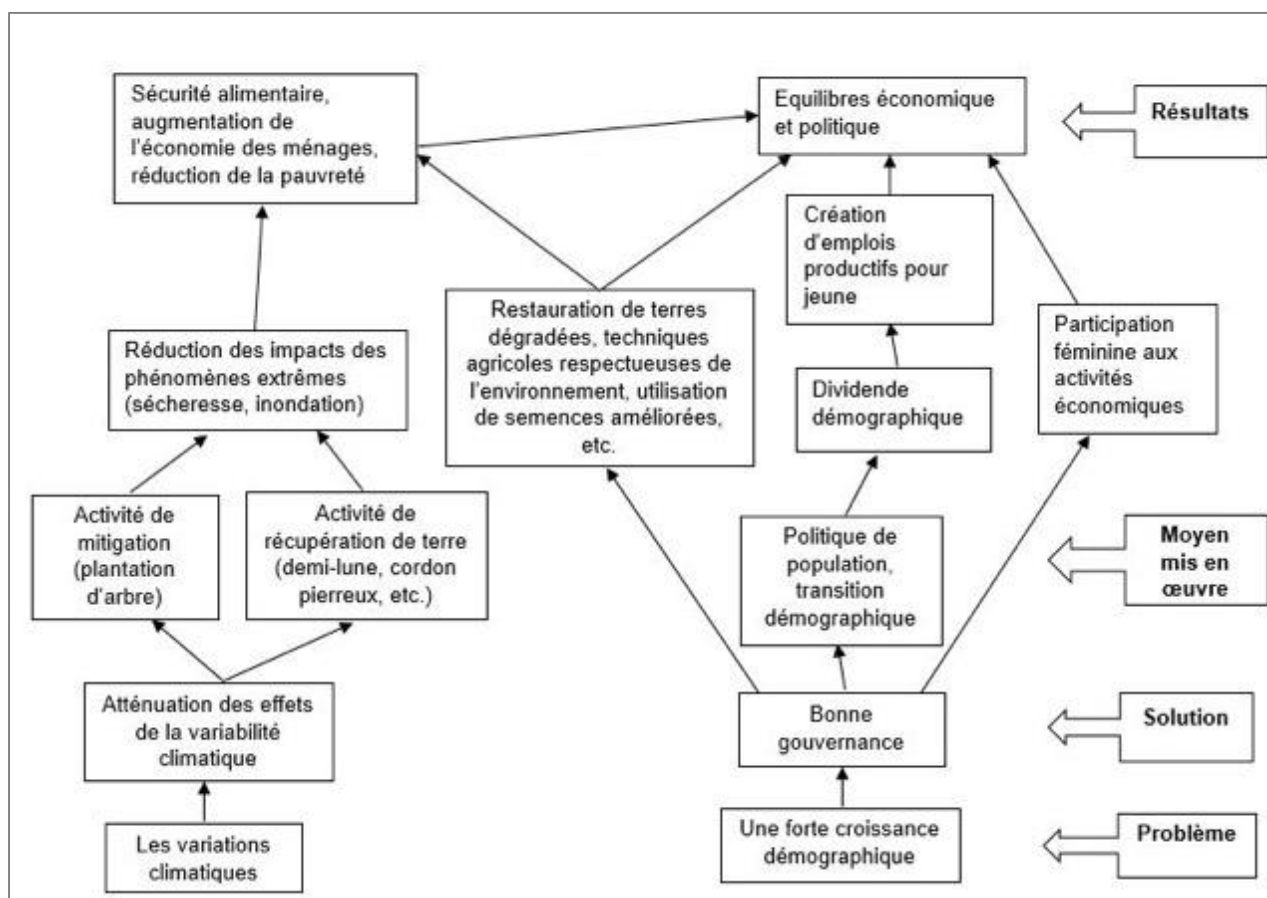 Sécurité alimentaire,
augmentation de
l'économie des ménages,
réduction de la pauvreté
Equilibres économique
et politique
Résultats
Création
d'emplois
productifs pour
jeune
Restauration de terres
dégradées, techniques
agricoles respectueuses de
l'environnement, utilisation
de semences améliorées,
etc.
Participation
féminine aux
activités
économiques
Réduction des impacts des
phénomènes extrêmes
(sécheresse, inondation)
Dividende
démographique
Activité de
mitigation
(plantation
d'arbre)
Activité de
récupération de terre
(demi-lune, cordon
pierreux, etc.)
Politique de
population,
transition
démographique
Moyen
mis en
œuvre
Atténuation des effets
de la variabilité
climatique
Bonne
gouvernance
Solution
Les variations
climatiques
Une forte croissance
démographique
Problème